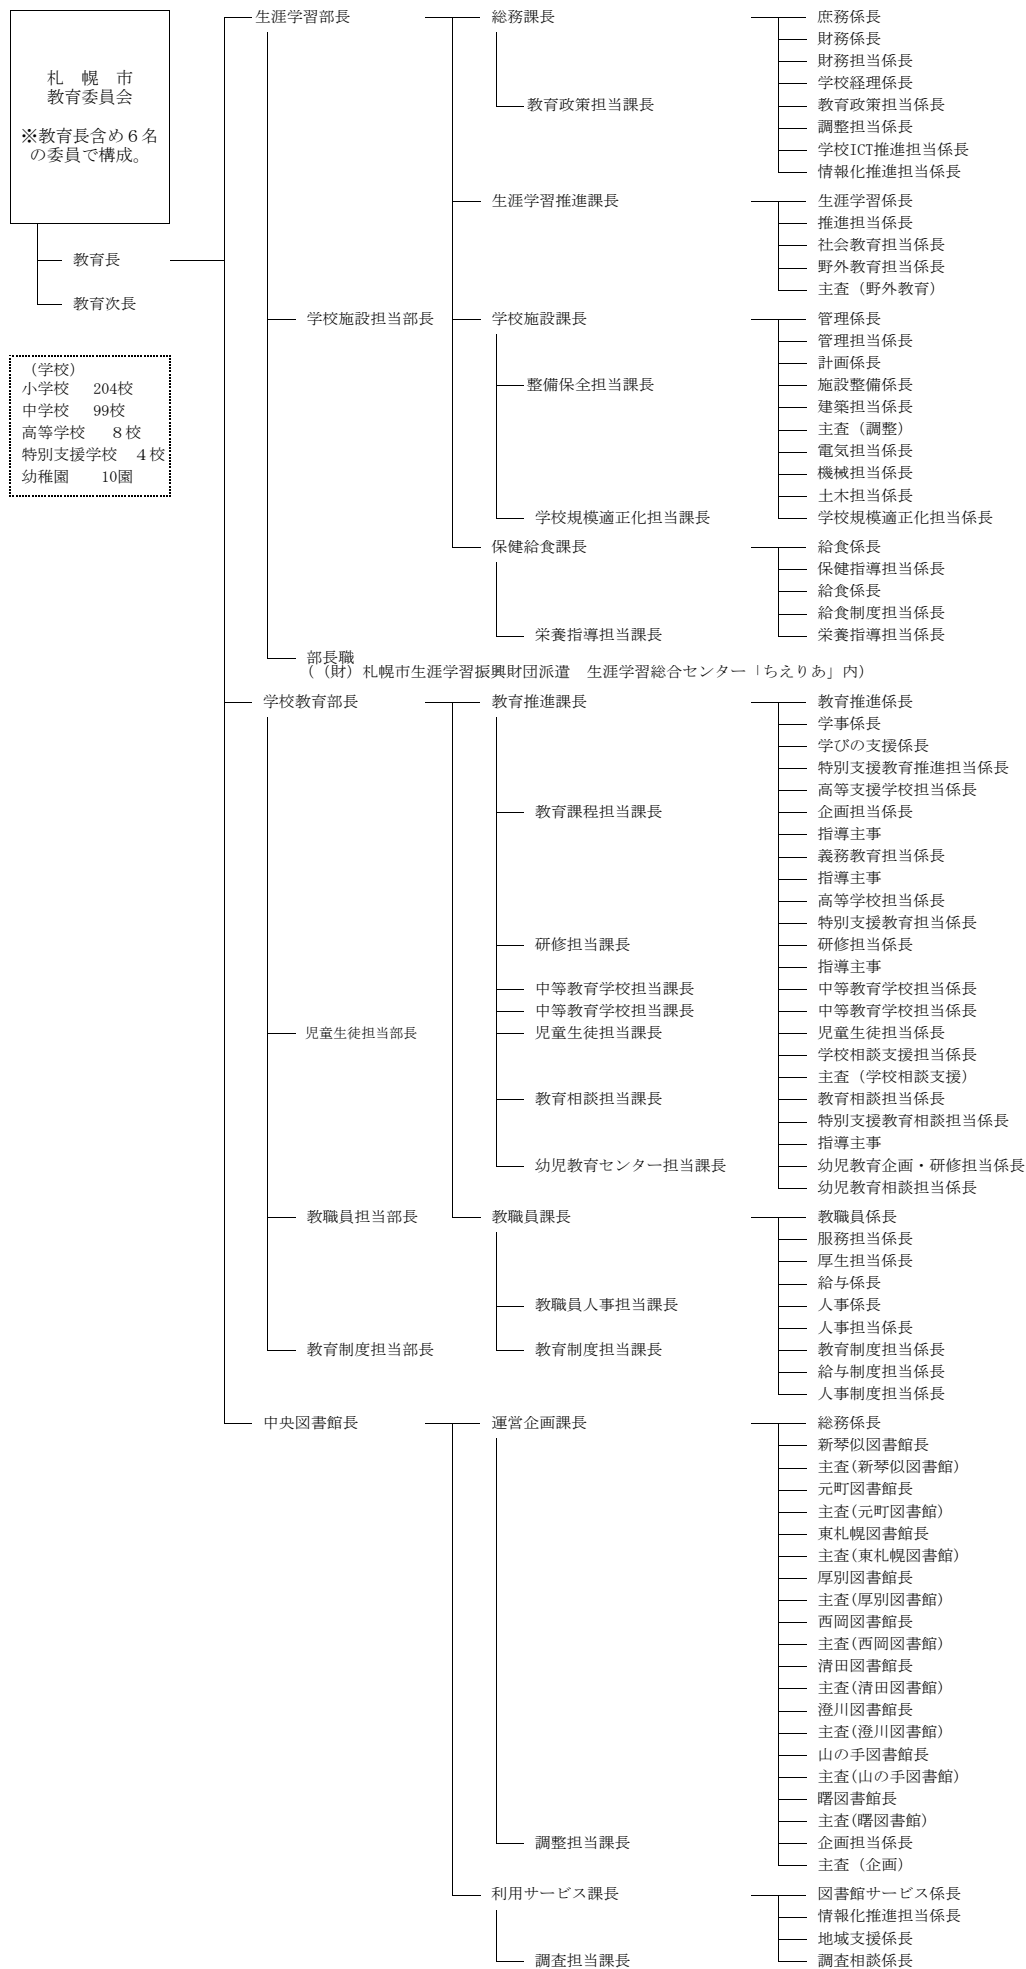 札　幌　市
教育委員会
※教育長含め６名
の委員で構成。
教育長
教育次長
（学校）
小学校　204校
中学校　99校
高等学校　８校
特別支援学校　４校
幼稚園　10園
生涯学習部長
総務課長
庶務係長
財務係長
財務担当係長
学校経理係長
教育政策担当課長
教育政策担当係長
調整担当係長
学校ICT推進担当係長
情報化推進担当係長
生涯学習推進課長
生涯学習係長
推進担当係長
社会教育担当係長
野外教育担当係長
主査（野外教育）
学校施設担当部長
学校施設課長
管理係長
管理担当係長
計画係長
整備保全担当課長
施設整備係長
建築担当係長
主査（調整）
電気担当係長
機械担当係長
土木担当係長
学校規模適正化担当課長
学校規模適正化担当係長
保健給食課長
給食係長
保健指導担当係長
給食係長
給食制度担当係長
栄養指導担当課長
栄養指導担当係長
部長職
（（財）札幌市生涯学習振興財団派遣　生涯学習総合センター「ちえりあ」内）
学校教育部長
教育推進課長
教育推進係長
学事係長
学びの支援係長
特別支援教育推進担当係長
高等支援学校担当係長
教育課程担当課長
企画担当係長
指導主事
義務教育担当係長
指導主事
高等学校担当係長
特別支援教育担当係長
研修担当課長
研修担当係長
指導主事
中等教育学校担当課長
中等教育学校担当係長
中等教育学校担当課長
中等教育学校担当係長
児童生徒担当部長
児童生徒担当課長
児童生徒担当係長
学校相談支援担当係長
主査（学校相談支援）
教育相談担当課長
教育相談担当係長
特別支援教育相談担当係長
指導主事
幼児教育センター担当課長
幼児教育企画・研修担当係長
幼児教育相談担当係長
教職員担当部長
教職員課長
教職員係長
服務担当係長
厚生担当係長
給与係長
教職員人事担当課長
人事係長
人事担当係長
教育制度担当部長
教育制度担当課長
教育制度担当係長
給与制度担当係長
人事制度担当係長
中央図書館長
運営企画課長
総務係長
新琴似図書館長
主査(新琴似図書館)
元町図書館長
主査(元町図書館)
東札幌図書館長
主査(東札幌図書館)
厚別図書館長
主査(厚別図書館)
西岡図書館長
主査(西岡図書館)
清田図書館長
主査(清田図書館)
澄川図書館長
主査(澄川図書館)
山の手図書館長
主査(山の手図書館)
曙図書館長
主査(曙図書館)
調整担当課長
企画担当係長
主査（企画）
利用サービス課長
図書館サービス係長
情報化推進担当係長
地域支援係長
調査担当課長
調査相談係長